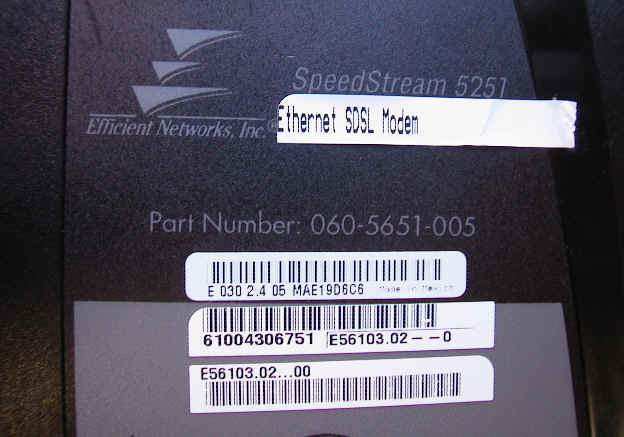 SpeedStream 5251
Ethernet SDSL Modem
Efficient Networks, Inc.®
Part Number: 060-5651-005
E 030 2.4 05 MAE19D6C6 Made in Mexico
61004306751 E56103.02--0
E56103.02...00